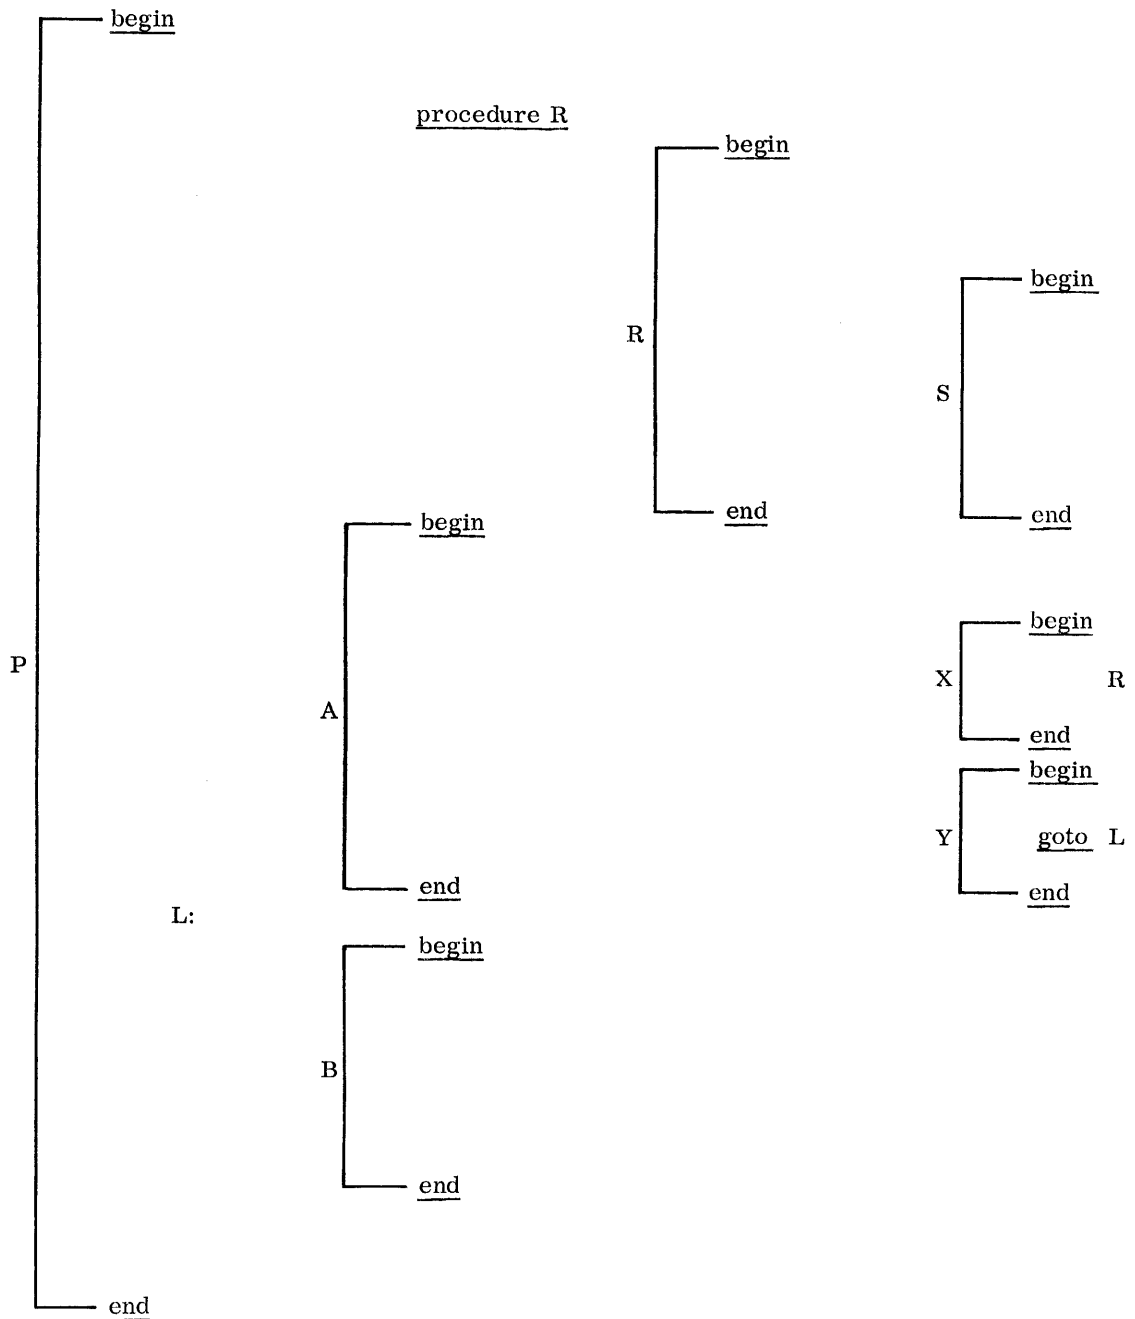 begin
procedure R
begin
begin
R
S
end
end
begin
begin
P
X R
A
end
begin
Y goto L
end
end
L:
begin
B
end
end